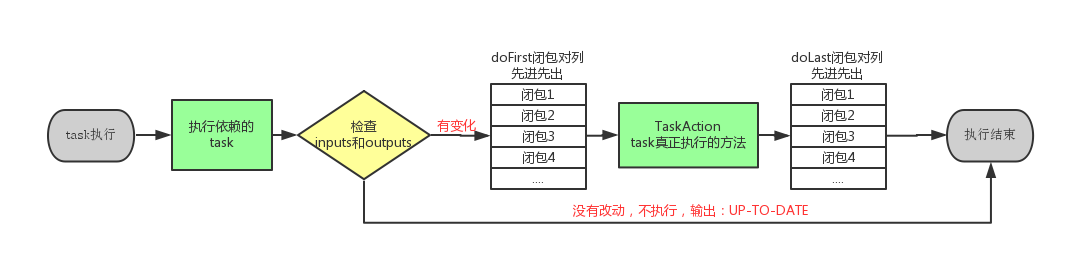 task执行
执行依赖的
task
检查
inputs和outputs
有变化
doFirst闭包对列
先进先出
闭包1
闭包2
闭包3
闭包4
....
TaskAction
task真正执行的方法
doLast闭包对列
先进先出
闭包1
闭包2
闭包3
闭包4
....
执行结束
没有改动，不执行，输出：UP-TO-DATE